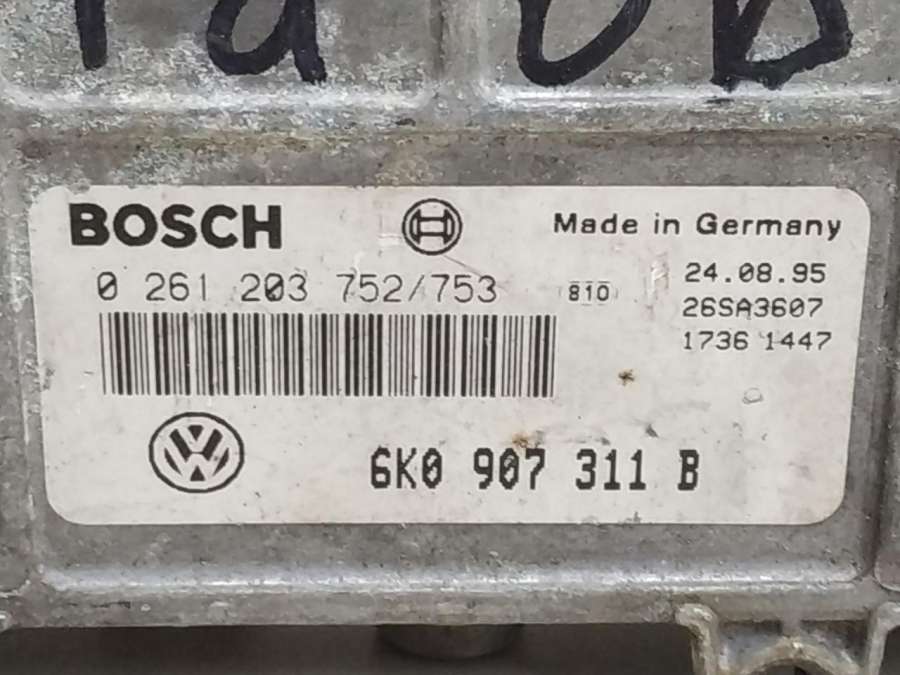 BOSCH
Made in Germany
0 261 203 752/753
810
24.08.95
26SA3607
1736 1447
VW
6K0 907 311 B